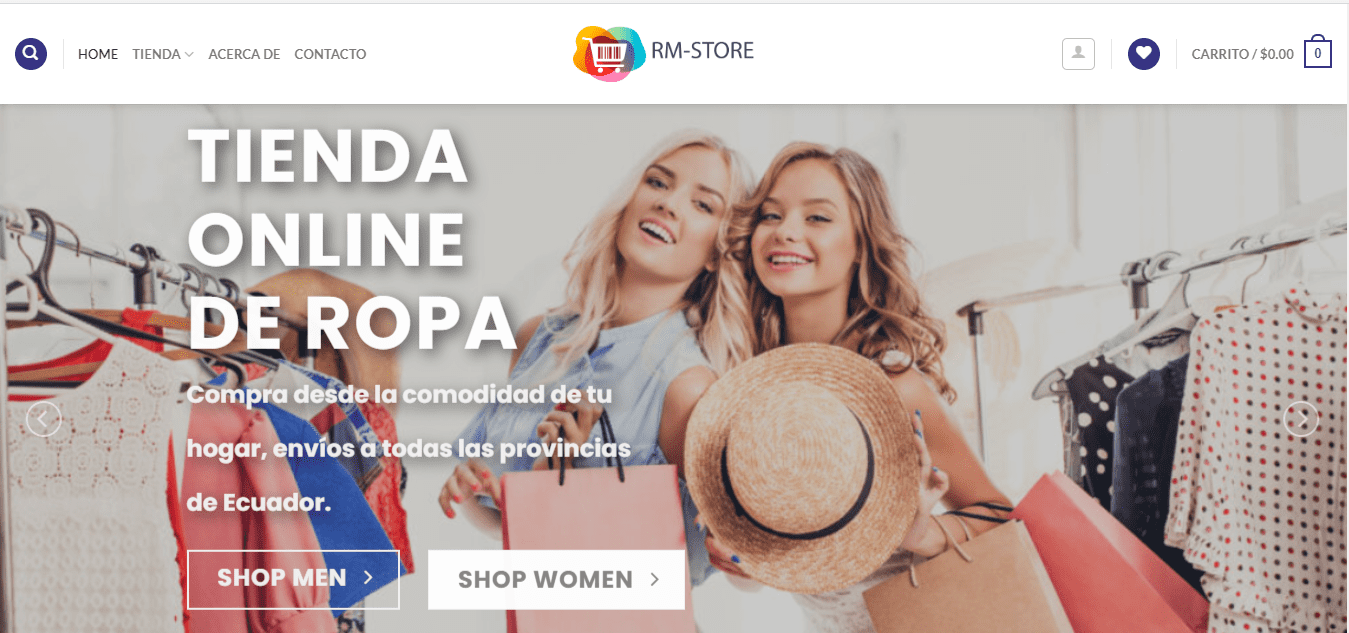 HOME TIENDA ACERCA DE CONTACTO
RM-STORE
CARRITO / $0.00 0
TIENDA
ONLINE
DE ROPA
Compra desde la comodidad de tu
hogar, envíos a todas las provincias
de Ecuador.
SHOP MEN
SHOP WOMEN